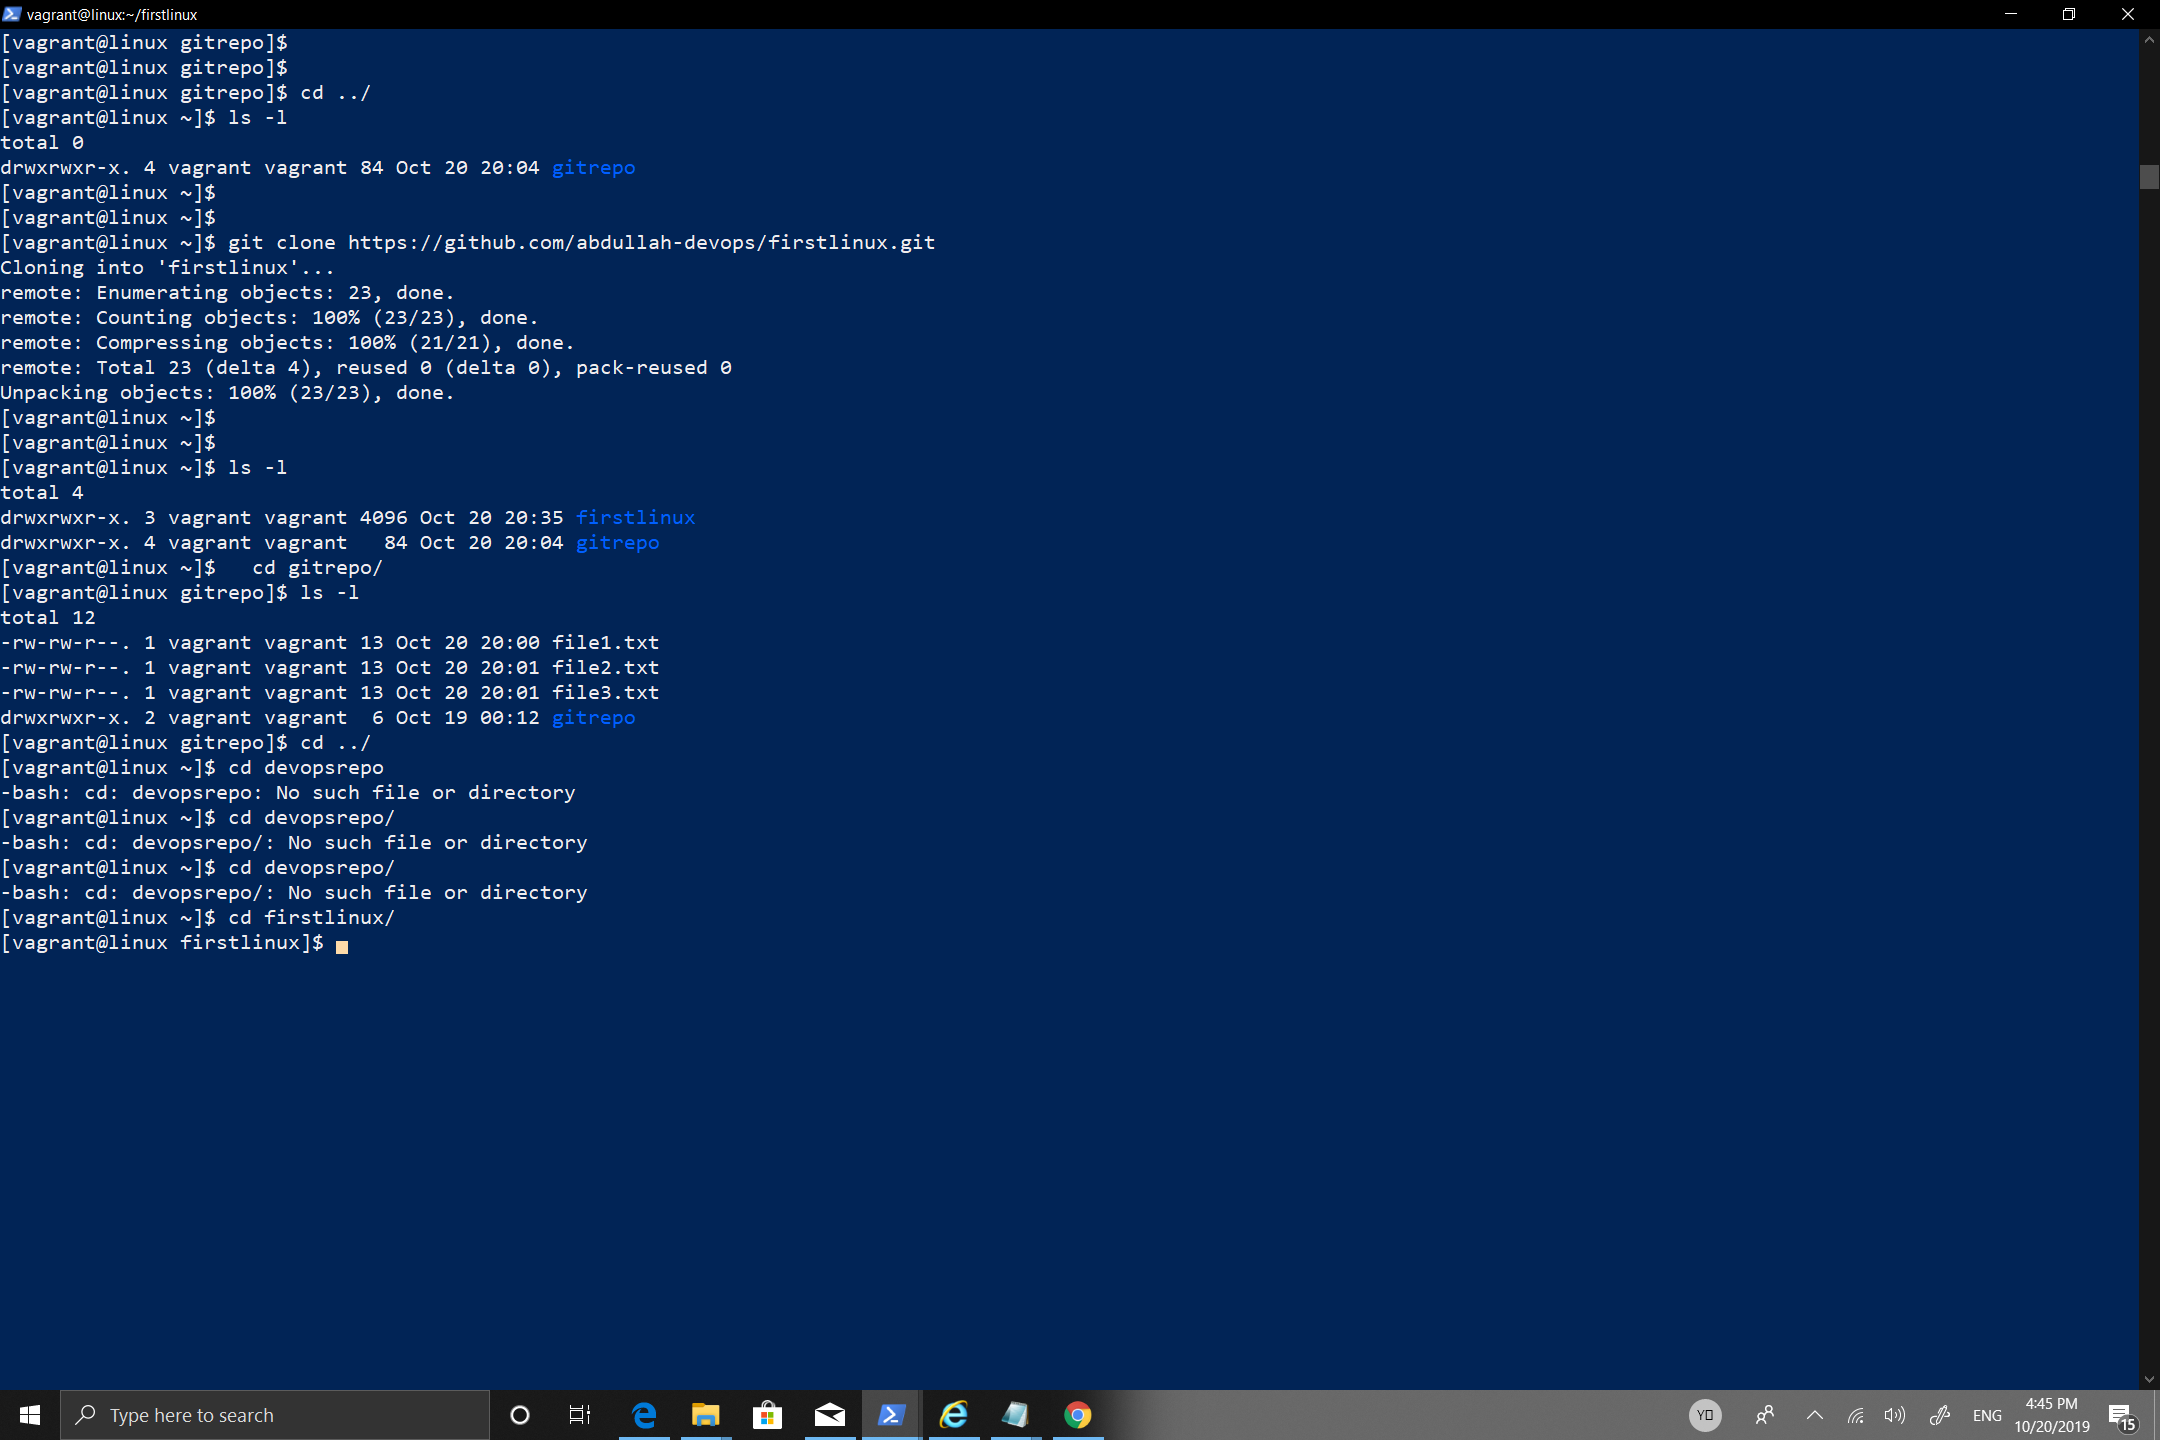 vagrant@linux:~/firstlinux
[vagrant@linux gitrepo]$
[vagrant@linux gitrepo]$
[vagrant@linux gitrepo]$ cd ../
[vagrant@linux ~]$ ls -l
total 0
drwxrwxr-x. 4 vagrant vagrant 84 Oct 20 20:04 gitrepo
[vagrant@linux ~]$
[vagrant@linux ~]$
[vagrant@linux ~]$ git clone https://github.com/abdullah-devops/firstlinux.git
Cloning into 'firstlinux'...
remote: Enumerating objects: 23, done.
remote: Counting objects: 100% (23/23), done.
remote: Compressing objects: 100% (21/21), done.
remote: Total 23 (delta 4), reused 0 (delta 0), pack-reused 0
Unpacking objects: 100% (23/23), done.
[vagrant@linux ~]$
[vagrant@linux ~]$
[vagrant@linux ~]$ ls -l
total 4
drwxrwxr-x. 3 vagrant vagrant 4096 Oct 20 20:35 firstlinux
drwxrwxr-x. 4 vagrant vagrant   84 Oct 20 20:04 gitrepo
[vagrant@linux ~]$   cd gitrepo/
[vagrant@linux gitrepo]$ ls -l
total 12
-rw-rw-r--. 1 vagrant vagrant 13 Oct 20 20:00 file1.txt
-rw-rw-r--. 1 vagrant vagrant 13 Oct 20 20:01 file2.txt
-rw-rw-r--. 1 vagrant vagrant 13 Oct 20 20:01 file3.txt
drwxrwxr-x. 2 vagrant vagrant  6 Oct 19 00:12 gitrepo
[vagrant@linux gitrepo]$ cd ../
[vagrant@linux ~]$ cd devopsrepo
-bash: cd: devopsrepo: No such file or directory
[vagrant@linux ~]$ cd devopsrepo/
-bash: cd: devopsrepo/: No such file or directory
[vagrant@linux ~]$ cd devopsrepo/
-bash: cd: devopsrepo/: No such file or directory
[vagrant@linux ~]$ cd firstlinux/
[vagrant@linux firstlinux]$
Type here to search
ENG
4:45 PM
10/20/2019
15